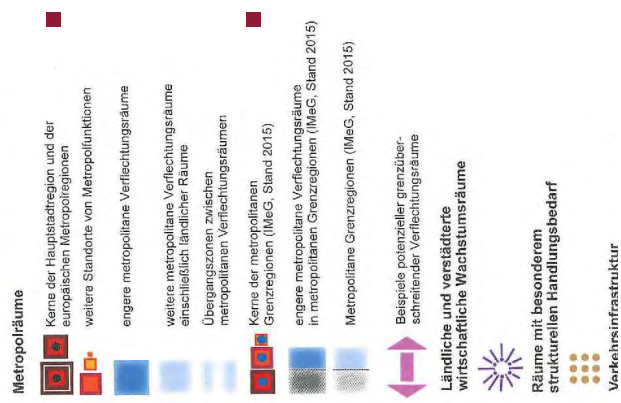 Metropolräume
Kerne der Hauptstadtregion und der
europäischen Metropolregionen
weitere Standorte von Metropolfunktionen
engere metropolitane Verflechtungsräume
weitere metropolitane Verflechtungsräume
einschließlich ländlicher Räume
Übergangszonen zwischen
metropolitanen Verflechtungsräumen
Kerne der metropolitanen
Grenzregionen (IMeG, Stand 2015)
engere metropolitane Verflechtungsräume
in metropolitanen Grenzregionen (IMeG, Stand 2015)
Metropolitane Grenzregionen (IMeG, Stand 2015)
Beispiele potenzieller grenzüber-
schreitender Verflechtungsräume
Ländliche und verstädterte
wirtschaftliche Wachstumsräume
Räume mit besonderem
strukturellen Handlungsbedarf
Verkehrsinfrastruktur